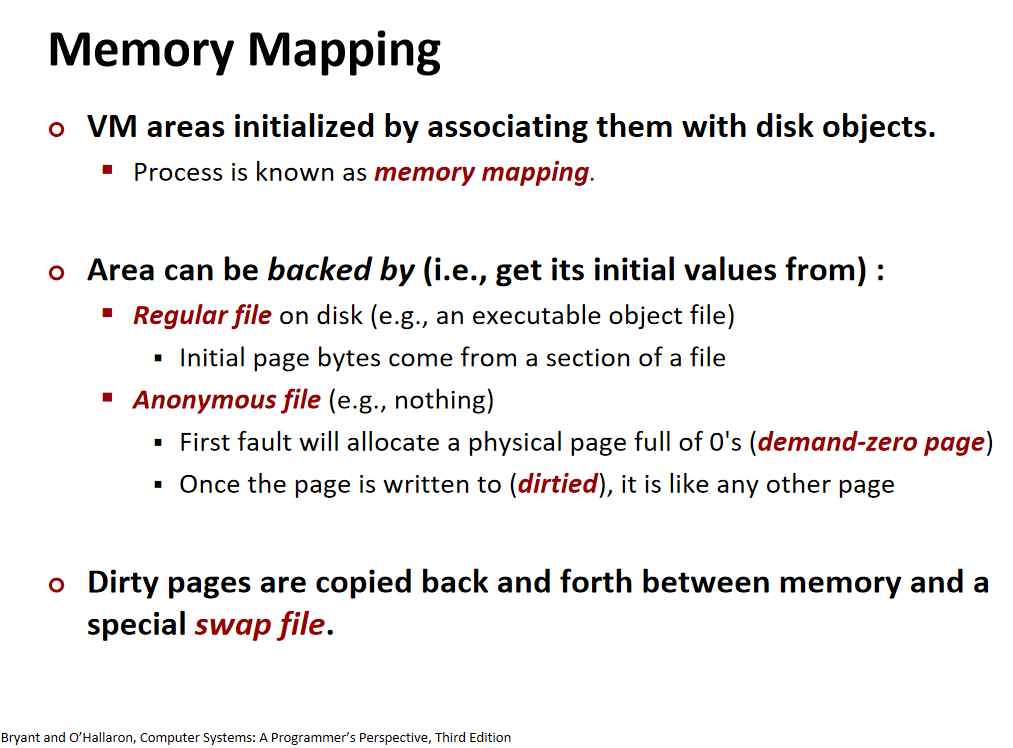 Memory Mapping
VM areas initialized by associating them with disk objects.
Process is known as memory mapping.
Area can be backed by (i.e., get its initial values from) :
Regular file on disk (e.g., an executable object file)
Initial page bytes come from a section of a file
Anonymous file (e.g., nothing)
First fault will allocate a physical page full of 0's (demand-zero page)
Once the page is written to (dirtied), it is like any other page
Dirty pages are copied back and forth between memory and a
special swap file.
Bryant and O’Hallaron, Computer Systems: A Programmer’s Perspective, Third Edition